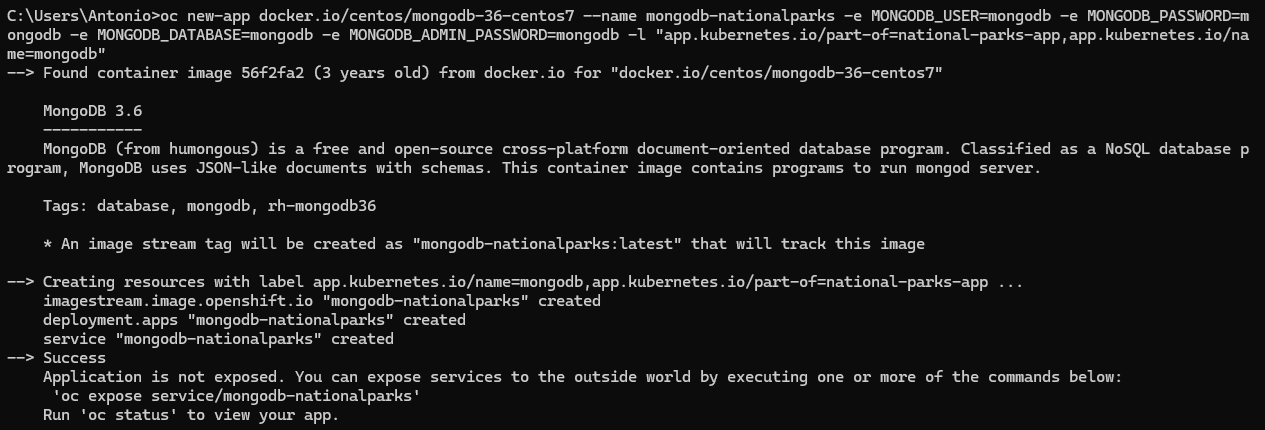 C:\Users\Antonio>oc new-app docker.io/centos/mongodb-36-centos7 --name mongodb-nationalparks -e MONGODB_USER=mongodb -e MONGODB_PASSWORD=m
ongodb -e MONGODB_DATABASE=mongodb -e MONGODB_ADMIN_PASSWORD=mongodb -l "app.kubernetes.io/part-of=national-parks-app,app.kubernetes.io/na
me=mongodb"
--> Found container image 56f2fa2 (3 years old) from docker.io for "docker.io/centos/mongodb-36-centos7"

    MongoDB 3.6
    -----------
    MongoDB (from humongous) is a free and open-source cross-platform document-oriented database program. Classified as a NoSQL database p
rogram, MongoDB uses JSON-like documents with schemas. This container image contains programs to run mongod server.

    Tags: database, mongodb, rh-mongodb36

    * An image stream tag will be created as "mongodb-nationalparks:latest" that will track this image

--> Creating resources with label app.kubernetes.io/name=mongodb,app.kubernetes.io/part-of=national-parks-app ...
    imagestream.image.openshift.io "mongodb-nationalparks" created
    deployment.apps "mongodb-nationalparks" created
    service "mongodb-nationalparks" created
--> Success
    Application is not exposed. You can expose services to the outside world by executing one or more of the commands below:
     'oc expose service/mongodb-nationalparks'
    Run 'oc status' to view your app.